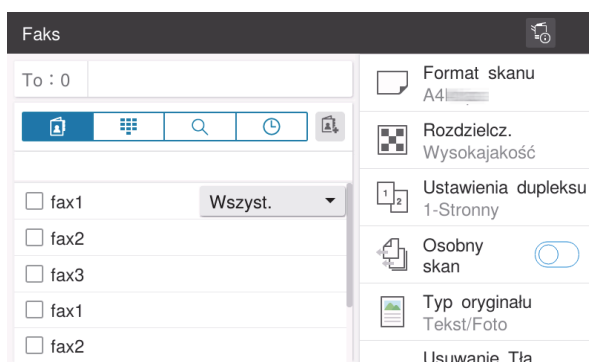 Faks
To：0
Wszyst.
fax1
fax2
fax3
fax1
fax2
Format skanu
A4
Rozdzielcz.
Wysokajakość
Ustawienia dupleksu
1-Stronny
Osobny
skan
Typ oryginału
Tekst/Foto
Usuwanie Tła